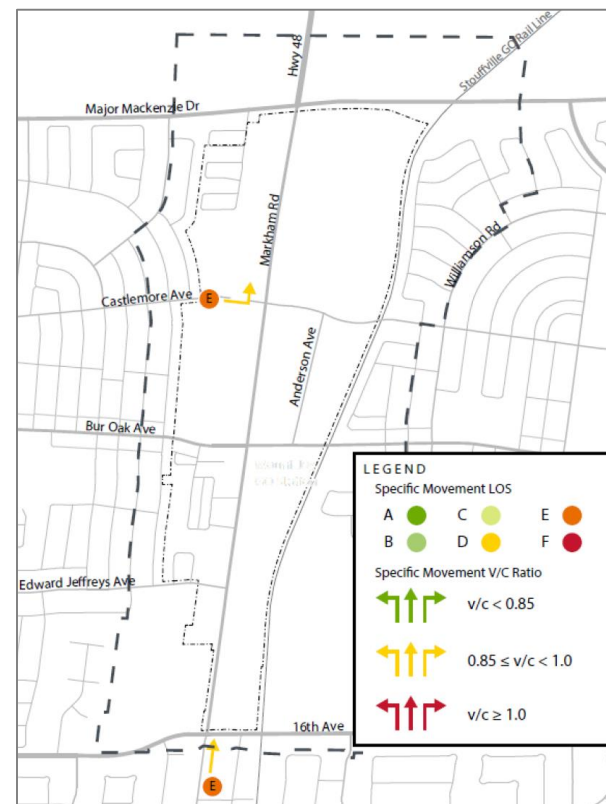 Hwy 48
Stouffville GO Rail Line
Major Mackenzie Dr
Markham Rd
Williamson Rd
Castlemore Ave
E
Anderson Ave
Bur Oak Ave
Edward Jeffreys Ave
16th Ave
E
LEGEND
Specific Movement LOS
A C E
B D F
Specific Movement V/C Ratio
v/c < 0.85
0.85 ≤ v/c < 1.0
v/c ≥ 1.0